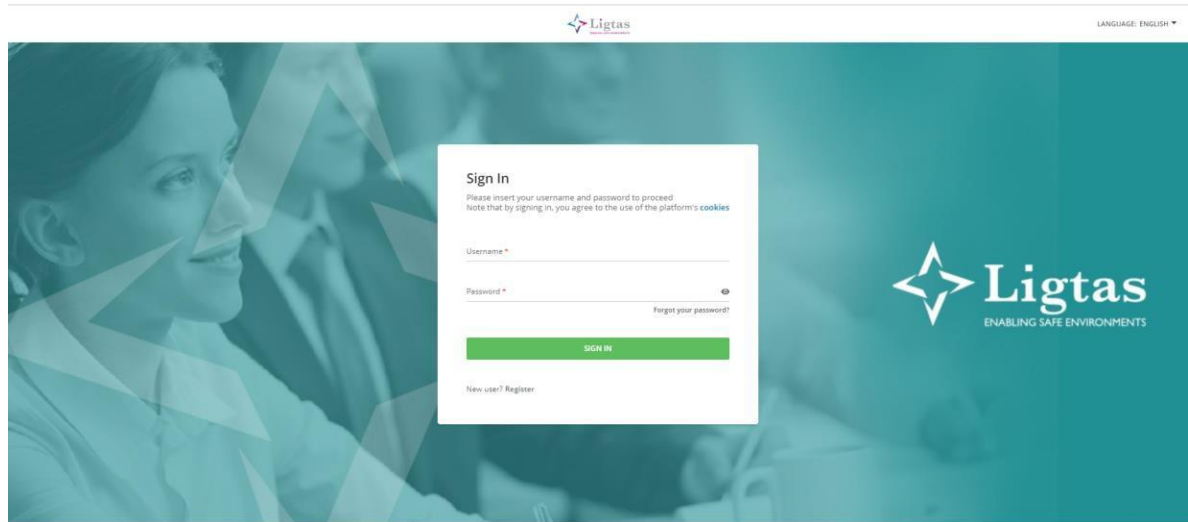 Ligtas
LANGUAGE: ENGLISH
Sign In
Please insert your username and password to proceed
Note that by signing in, you agree to the use of the platform's cookies
Username *
Password *
Forgot your password?
SIGN IN
New user? Register
Ligtas
ENABLING SAFE ENVIRONMENTS